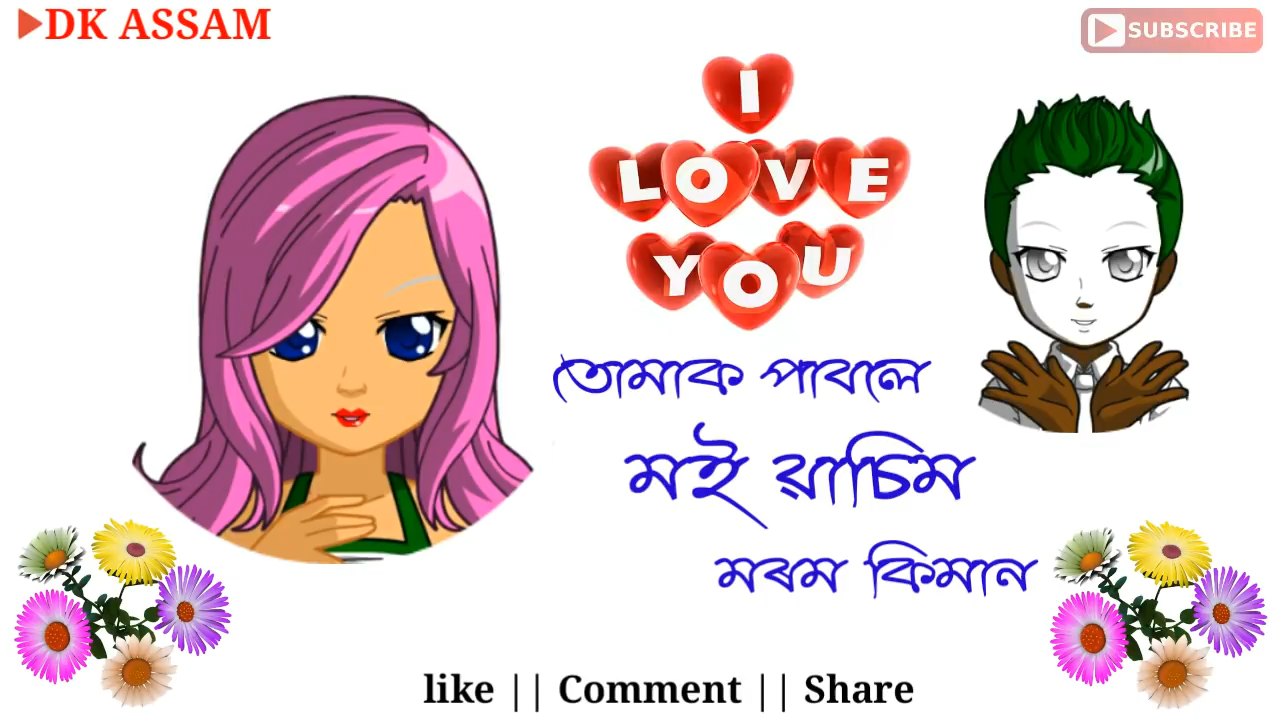 DK ASSAM
SUBSCRIBE
I
LOVE
YOU
তোমাক পাবলে
মই ৱাচিম
মৰম কিমান
like || Comment || Share